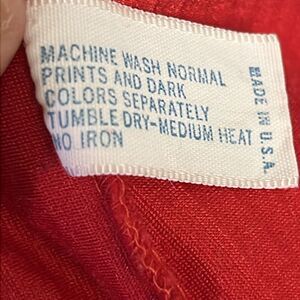 MACHINE WASH NORMAL
PRINTS AND DARK
COLORS SEPARATELY
TUMBLE DRY-MEDIUM HEAT
NO IRON
MADE IN U.S.A.